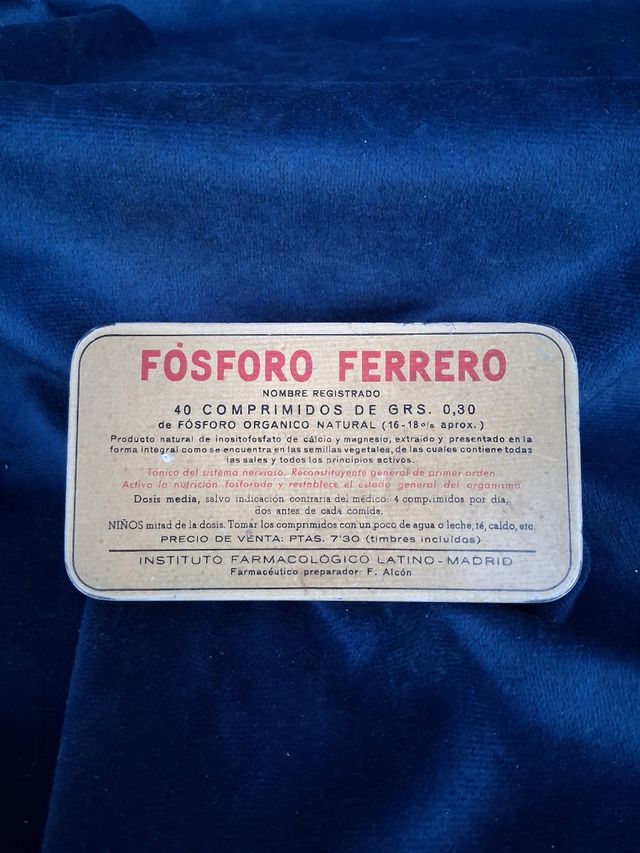 FÓSFORO FERRERO
NOMBRE REGISTRADO
40 COMPRIMIDOS DE GRS. 0,30
de FÓSFORO ORGANICO NATURAL (16-18% aprox.)
Producto natural de inositofosfato de cálcio y magnesio, extraido y presentado en la
forma integral como se encuentra en las semillas vegetales, de las cuales contiene todas
las sales y todos los principios activos.
Tónico del sistema nervioso. Reconstituyente general de primer orden
Activa la nutrición fosforada y restablece el estado general del organismo
Dosis media, salvo indicación contraria del médico: 4 comprimidos por día,
dos antes de cada comida.
NIÑOS mitad de la dosis. Tomar los comprimidos con un poco de agua o leche, té, caldo, etc.
PRECIO DE VENTA: PTAS. 7'30 (timbres incluidos)
INSTITUTO FARMACOLÓGICO LATINO-MADRID
Farmacéutico preparador: F. Alcón